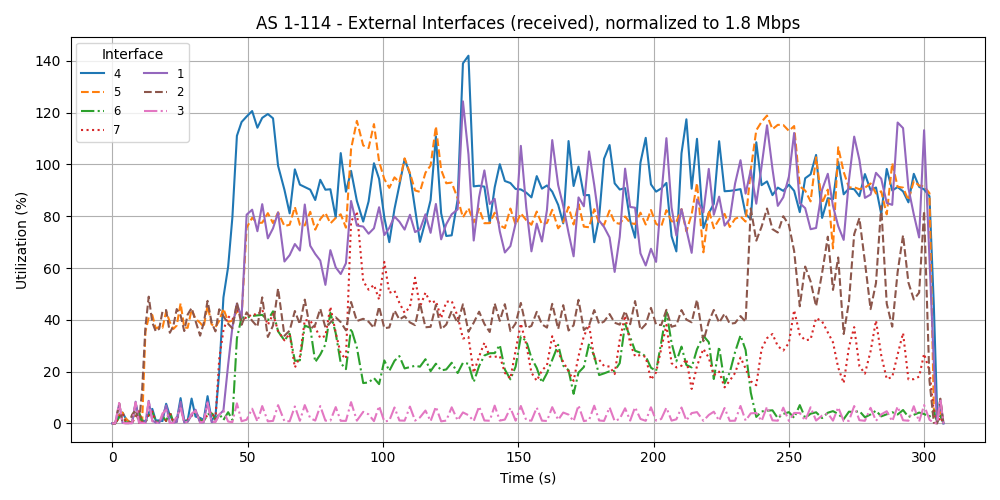 AS 1-114 - External Interfaces (received), normalized to 1.8 Mbps
Interface
4 1
5 2
6 3
7
Utilization (%)
140
120
100
80
60
40
20
0
0 50 100 150 200 250 300
Time (s)